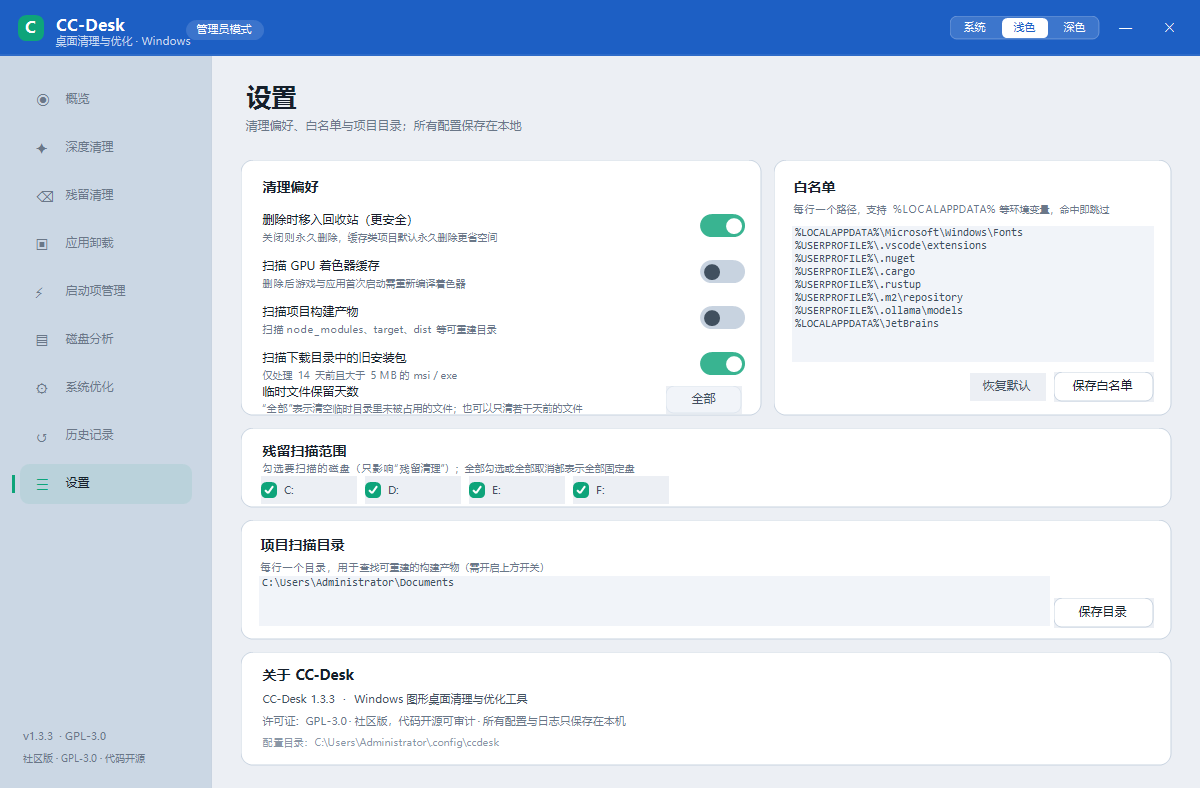 C
CC-Desk
桌面清理与优化 · Windows
管理员模式
系统
浅色
深色
概览
深度清理
残留清理
应用卸载
启动项管理
磁盘分析
系统优化
历史记录
设置
v1.3.3 · GPL-3.0
社区版 · GPL-3.0 · 代码开源
设置
清理偏好、白名单与项目目录；所有配置保存在本地
清理偏好
删除时移入回收站（更安全）
关闭则永久删除，缓存类项目默认永久删除更省空间
扫描 GPU 着色器缓存
删除后游戏与应用首次启动需重新编译着色器
扫描项目构建产物
扫描 node_modules、target、dist 等可重建目录
扫描下载目录中的旧安装包
仅处理 14 天前且大于 5 MB 的 msi / exe
临时文件保留天数
“全部”表示清空临时目录里未被占用的文件；也可以只清若干天前的文件
全部
白名单
每行一个路径，支持 %LOCALAPPDATA% 等环境变量，命中即跳过
%LOCALAPPDATA%\Microsoft\Windows\Fonts
%USERPROFILE%\.vscode\extensions
%USERPROFILE%\.nuget
%USERPROFILE%\.cargo
%USERPROFILE%\.rustup
%USERPROFILE%\.m2\repository
%USERPROFILE%\.ollama\models
%LOCALAPPDATA%\JetBrains
恢复默认
保存白名单
残留扫描范围
勾选要扫描的磁盘（只影响“残留清理”）；全部勾选或全部取消都表示全部固定盘
C:
D:
E:
F:
项目扫描目录
每行一个目录，用于查找可重建的构建产物（需开启上方开关）
C:\Users\Administrator\Documents
保存目录
关于 CC-Desk
CC-Desk 1.3.3 · Windows 图形桌面清理与优化工具
许可证：GPL-3.0 · 社区版，代码开源可审计 · 所有配置与日志只保存在本机
配置目录：C:\Users\Administrator\.config\ccdesk